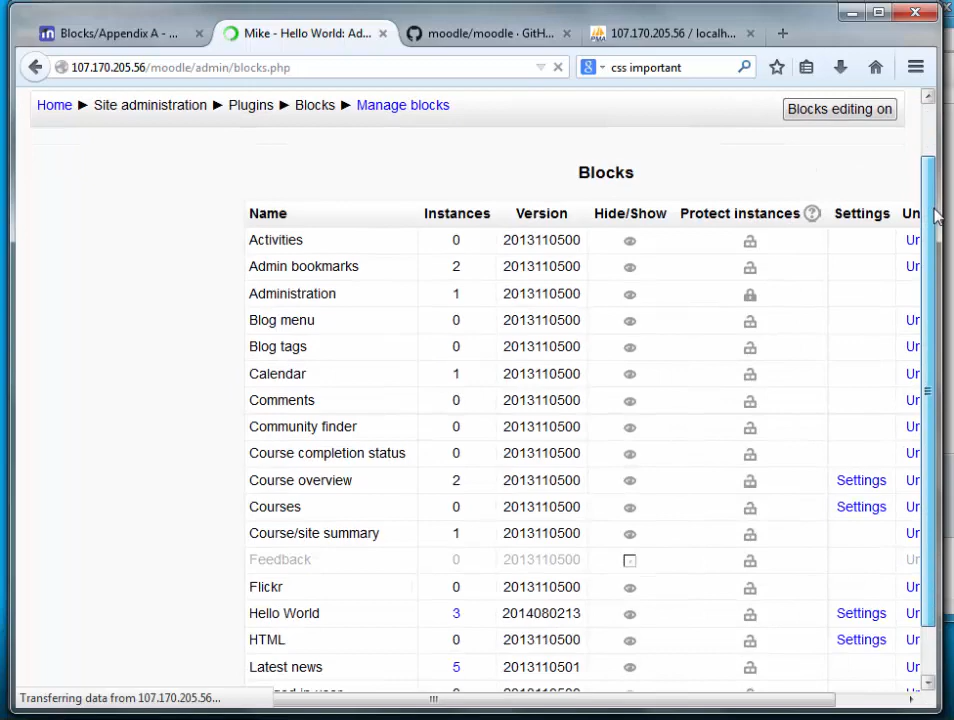 Blocks/Appendix A -
Mike - Hello World: Ad...
moodle/moodle · GitH...
107.170.205.56 / localh...
107.170.205.56/moodle/admin/blocks.php
css important
Home ► Site administration ► Plugins ► Blocks ► Manage blocks
Blocks editing on
Blocks
Name Instances Version Hide/Show Protect instances Settings Un
Activities 0 2013110500 Ur
Admin bookmarks 2 2013110500 Ur
Administration 1 2013110500
Blog menu 0 2013110500 Ur
Blog tags 0 2013110500 Ur
Calendar 1 2013110500 Ur
Comments 0 2013110500 Ur
Community finder 0 2013110500 Ur
Course completion status 0 2013110500 Ur
Course overview 2 2013110500 Settings Ur
Courses 0 2013110500 Settings Ur
Course/site summary 1 2013110500 Ur
Feedback 0 2013110500 Ur
Flickr 0 2013110500 Ur
Hello World 3 2014080213 Settings Ur
HTML 0 2013110500 Settings Ur
Latest news 5 2013110501 Ur
Transferring data from 107.170.205.56...